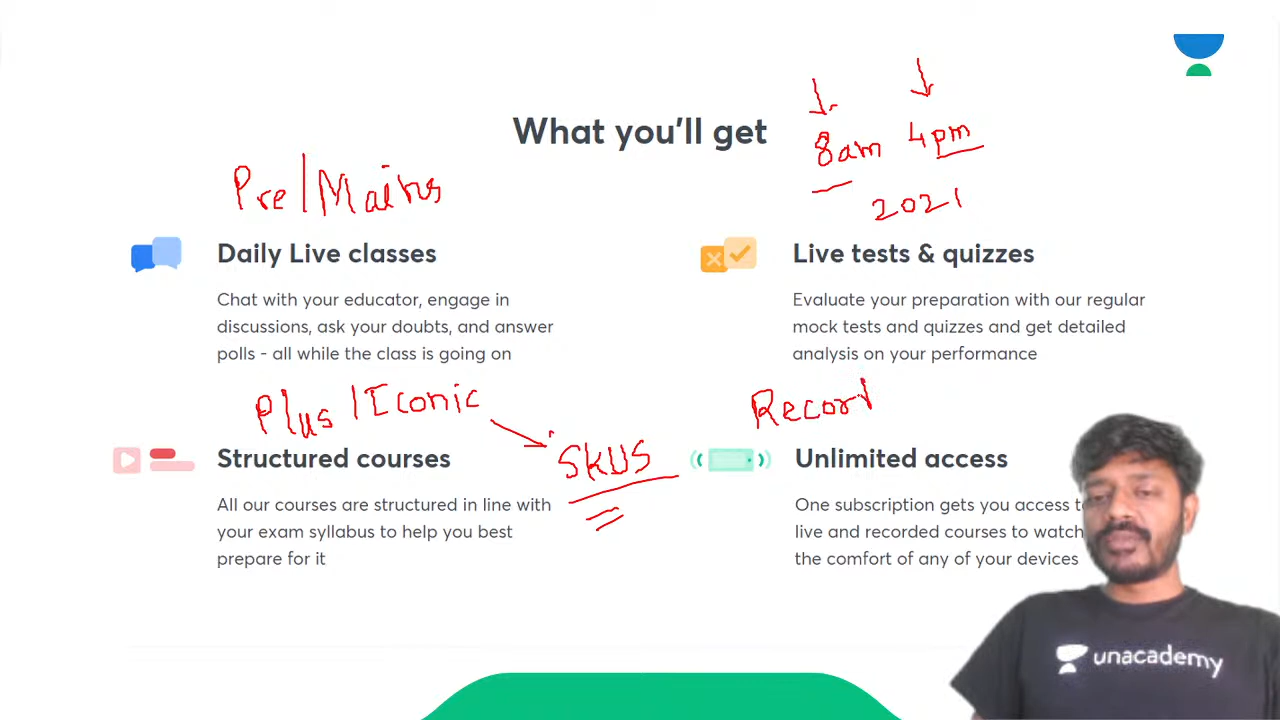 What you'll get
8am 4pm
2021
Pre/Mains
Daily Live classes
Chat with your educator, engage in
discussions, ask your doubts, and answer
polls - all while the class is going on
Live tests & quizzes
Evaluate your preparation with our regular
mock tests and quizzes and get detailed
analysis on your performance
Plus / Iconic
SKUS
Structured courses
All our courses are structured in line with
your exam syllabus to help you best
prepare for it
Record
Unlimited access
One subscription gets you access
live and recorded courses to watch
the comfort of any of your devices
unacademy